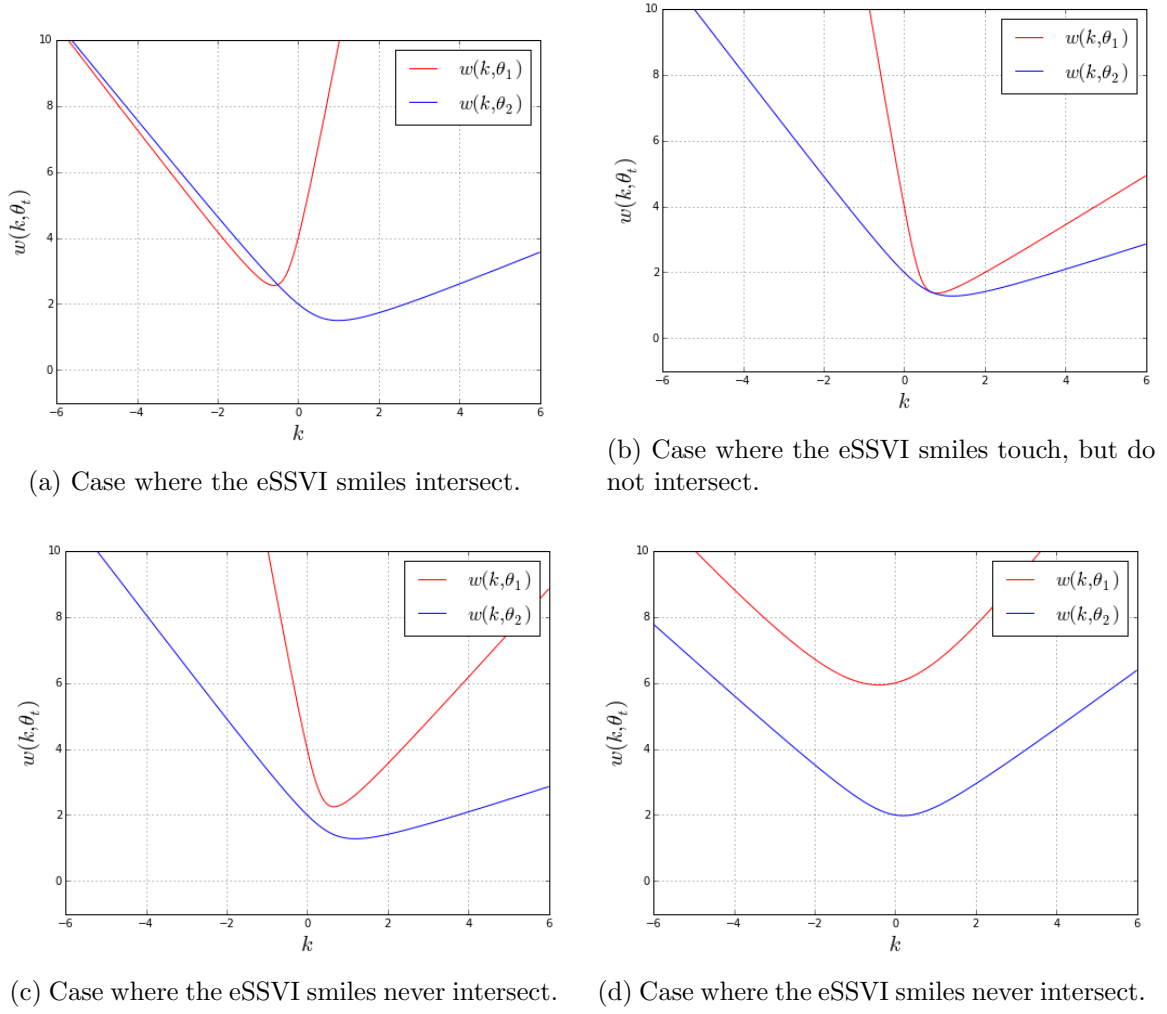 10
8
6
4
2
0
−6 −4 −2 0 2 4 6
w(k,θ_t)
k
w(k,θ_1)
w(k,θ_2)
(a) Case where the eSSVI smiles intersect.
10
8
6
4
2
0
−6 −4 −2 0 2 4 6
w(k,θ_t)
k
w(k,θ_1)
w(k,θ_2)
(b) Case where the eSSVI smiles touch, but do
not intersect.
10
8
6
4
2
0
−6 −4 −2 0 2 4 6
w(k,θ_t)
k
w(k,θ_1)
w(k,θ_2)
(c) Case where the eSSVI smiles never intersect.
10
8
6
4
2
0
−6 −4 −2 0 2 4 6
w(k,θ_t)
k
w(k,θ_1)
w(k,θ_2)
(d) Case where the eSSVI smiles never intersect.